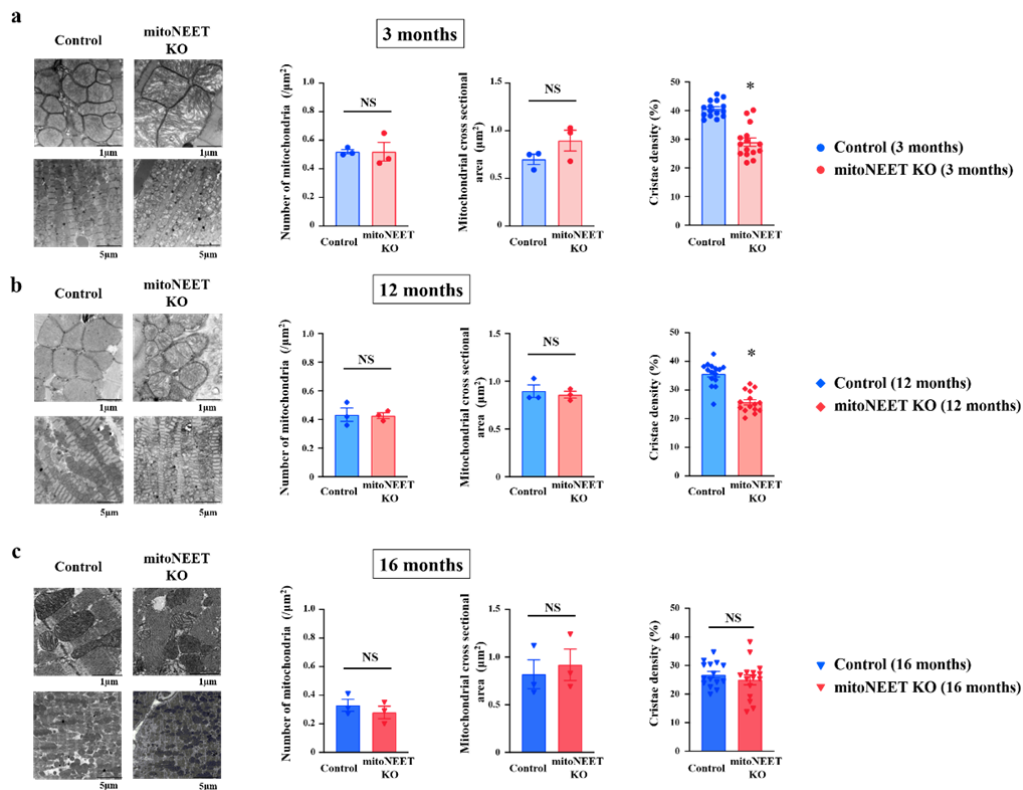 a
Control
mitoNEET
KO
1μm
1μm
5μm
5μm
3 months
Number of mitochondria (/μm²)
1.0
0.8
0.6
0.4
0.2
0
NS
Control
mitoNEET
KO
Mitochondrial cross sectional
area (μm²)
1.5
1.0
0.5
0
NS
Control
mitoNEET
KO
Cristae density (%)
50
40
30
20
10
0
*
Control
mitoNEET
KO
Control (3 months)
mitoNEET KO (3 months)
b
Control
mitoNEET
KO
1μm
1μm
5μm
5μm
12 months
Number of mitochondria (/μm²)
1.0
0.8
0.6
0.4
0.2
0
NS
Control
mitoNEET
KO
Mitochondrial cross sectional
area (μm²)
1.5
1.0
0.5
0
NS
Control
mitoNEET
KO
Cristae density (%)
50
40
30
20
10
0
*
Control
mitoNEET
KO
Control (12 months)
mitoNEET KO (12 months)
c
Control
mitoNEET
KO
1μm
1μm
5μm
5μm
16 months
Number of mitochondria (/μm²)
1.0
0.8
0.6
0.4
0.2
0
NS
Control
mitoNEET
KO
Mitochondrial cross sectional
area (μm²)
1.5
1.0
0.5
0
NS
Control
mitoNEET
KO
Cristae density (%)
50
40
30
20
10
0
NS
Control
mitoNEET
KO
Control (16 months)
mitoNEET KO (16 months)